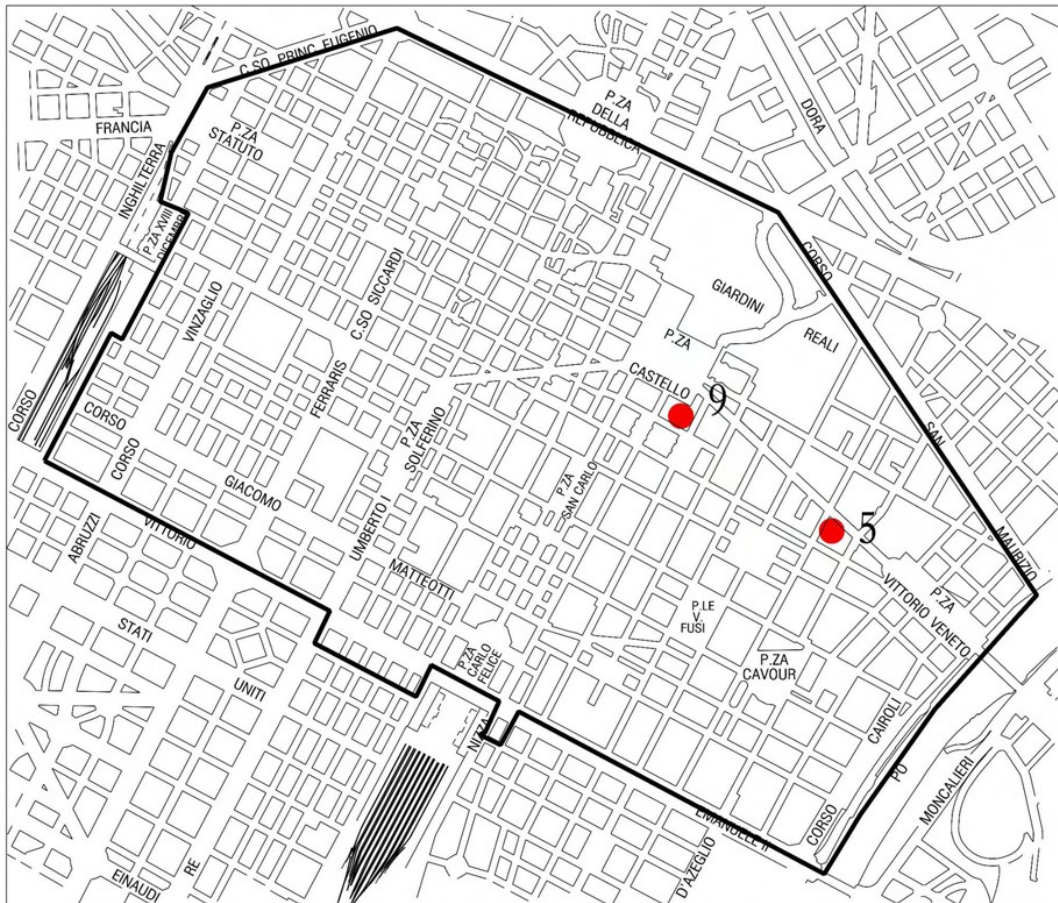 C.SO PRINC. EUGENIO
P.ZA
DELLA
REPUBBLICA
DORA
FRANCIA
P.ZA
STATUTO
INGHILTERRA
P.ZA XVIII
DICEMBRE
CORSO
GIARDINI
REALI
C.SO SICCARDI
VINZAGLIO
P.ZA
CASTELLO
9
FERRARIS
CORSO
CORSO
CORSO
P.ZA
SOLFERINO
SAN
P.ZA
SAN CARLO
GIACOMO
UMBERTO I
ABRUZZI
VITTORIO
5
MAURIZIO
MATTEOTTI
VITTORIO VENETO
P.ZA
P.LE
V.
FUSI
STATI
UNITI
P.ZA
CARLO
FELICE
P.ZA
CAVOUR
NIZZA
CAIROLI
PO
MONCALIERI
CORSO
EMANUELE II
D'AZEGLIO
RE
EINAUDI